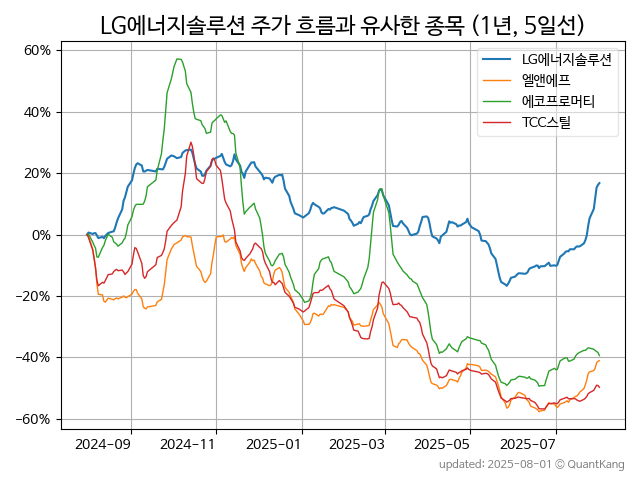 LG에너지솔루션 주가 흐름과 유사한 종목 (1년, 5일선)
LG에너지솔루션
엘앤에프
에코프로머티
TCC스틸
60%
40%
20%
0%
−20%
−40%
−60%
2024-09
2024-11
2025-01
2025-03
2025-05
2025-07
updated: 2025-08-01 © QuantKang